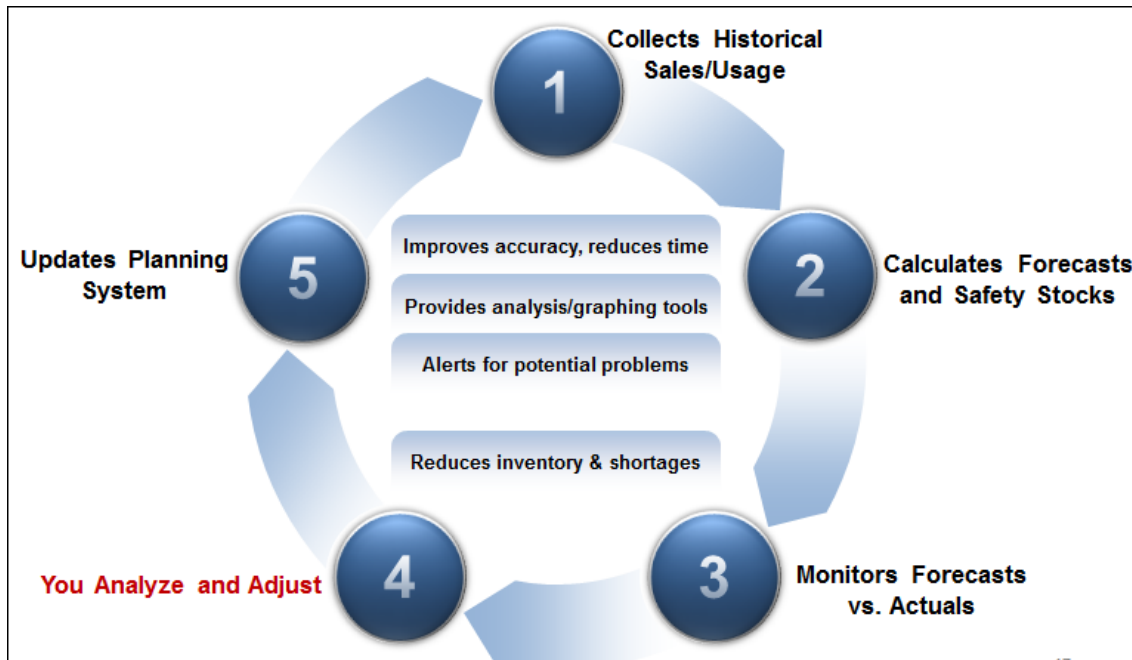 1
Collects Historical
Sales/Usage
2
Calculates Forecasts
and Safety Stocks
3
Monitors Forecasts
vs. Actuals
4
You Analyze and Adjust
5
Updates Planning
System
Improves accuracy, reduces time
Provides analysis/graphing tools
Alerts for potential problems
Reduces inventory & shortages